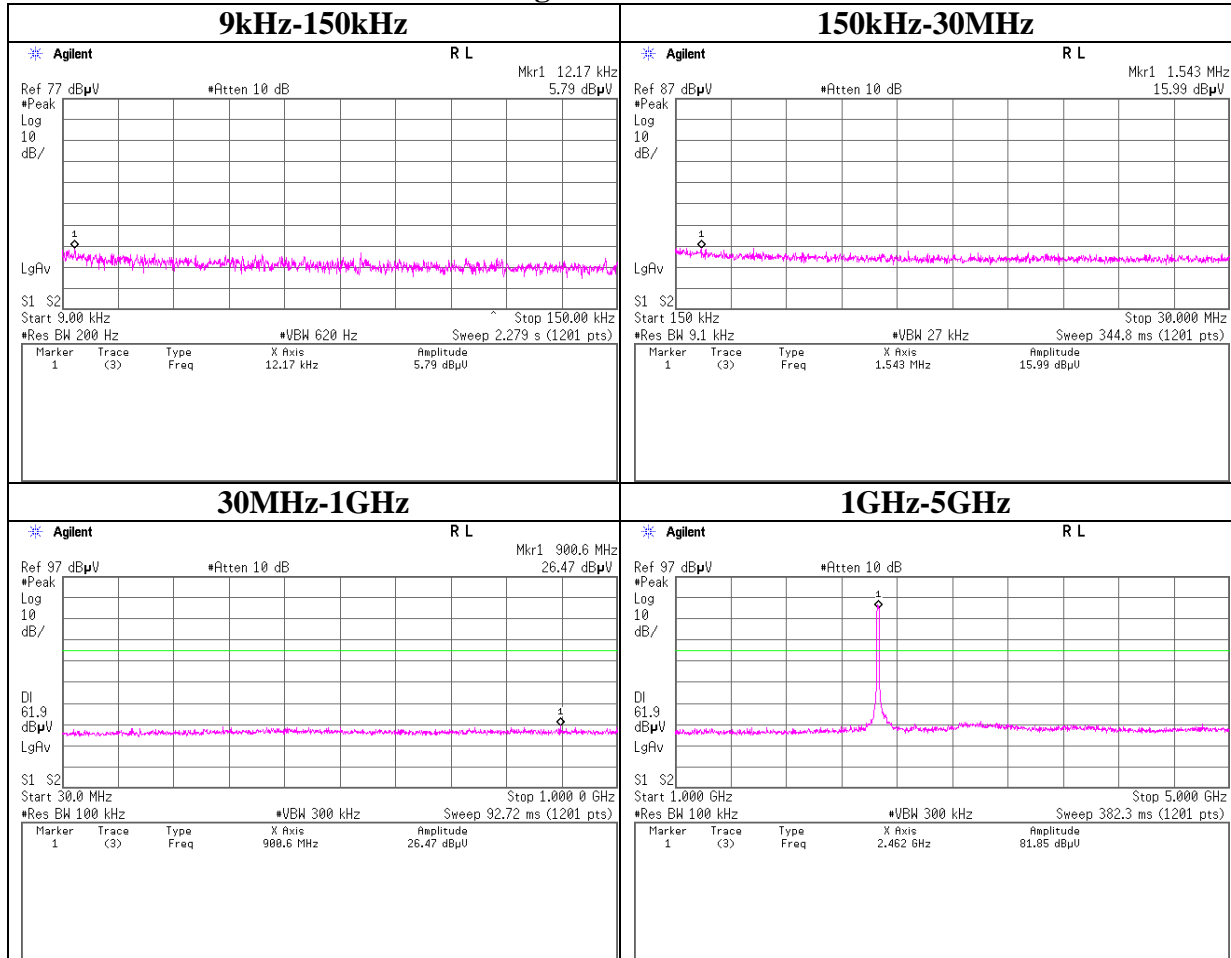 9kHz-150kHz
Agilent R L
Mkr1 12.17 kHz
Ref 77 dBµV #Atten 10 dB 5.79 dBµV
#Peak
Log
10
dB/
1
LgAv
S1 S2
Start 9.00 kHz ^ Stop 150.00 kHz
#Res BW 200 Hz #VBW 620 Hz Sweep 2.279 s (1201 pts)
Marker Trace Type X Axis Amplitude
1 (3) Freq 12.17 kHz 5.79 dBµV
150kHz-30MHz
Agilent R L
Mkr1 1.543 MHz
Ref 87 dBµV #Atten 10 dB 15.99 dBµV
#Peak
Log
10
dB/
1
LgAv
S1 S2
Start 150 kHz Stop 30.000 MHz
#Res BW 9.1 kHz #VBW 27 kHz Sweep 344.8 ms (1201 pts)
Marker Trace Type X Axis Amplitude
1 (3) Freq 1.543 MHz 15.99 dBµV
30MHz-1GHz
Agilent R L
Mkr1 900.6 MHz
Ref 97 dBµV #Atten 10 dB 26.47 dBµV
#Peak
Log
10
dB/
DI
61.9
dBµV
1
LgAv
S1 S2
Start 30.0 MHz Stop 1.000 0 GHz
#Res BW 100 kHz #VBW 300 kHz Sweep 92.72 ms (1201 pts)
Marker Trace Type X Axis Amplitude
1 (3) Freq 900.6 MHz 26.47 dBµV
1GHz-5GHz
Agilent R L
Ref 97 dBµV #Atten 10 dB
#Peak
1
Log
10
dB/
DI
61.9
dBµV
LgAv
S1 S2
Start 1.000 GHz Stop 5.000 GHz
#Res BW 100 kHz #VBW 300 kHz Sweep 382.3 ms (1201 pts)
Marker Trace Type X Axis Amplitude
1 (3) Freq 2.462 GHz 81.85 dBµV